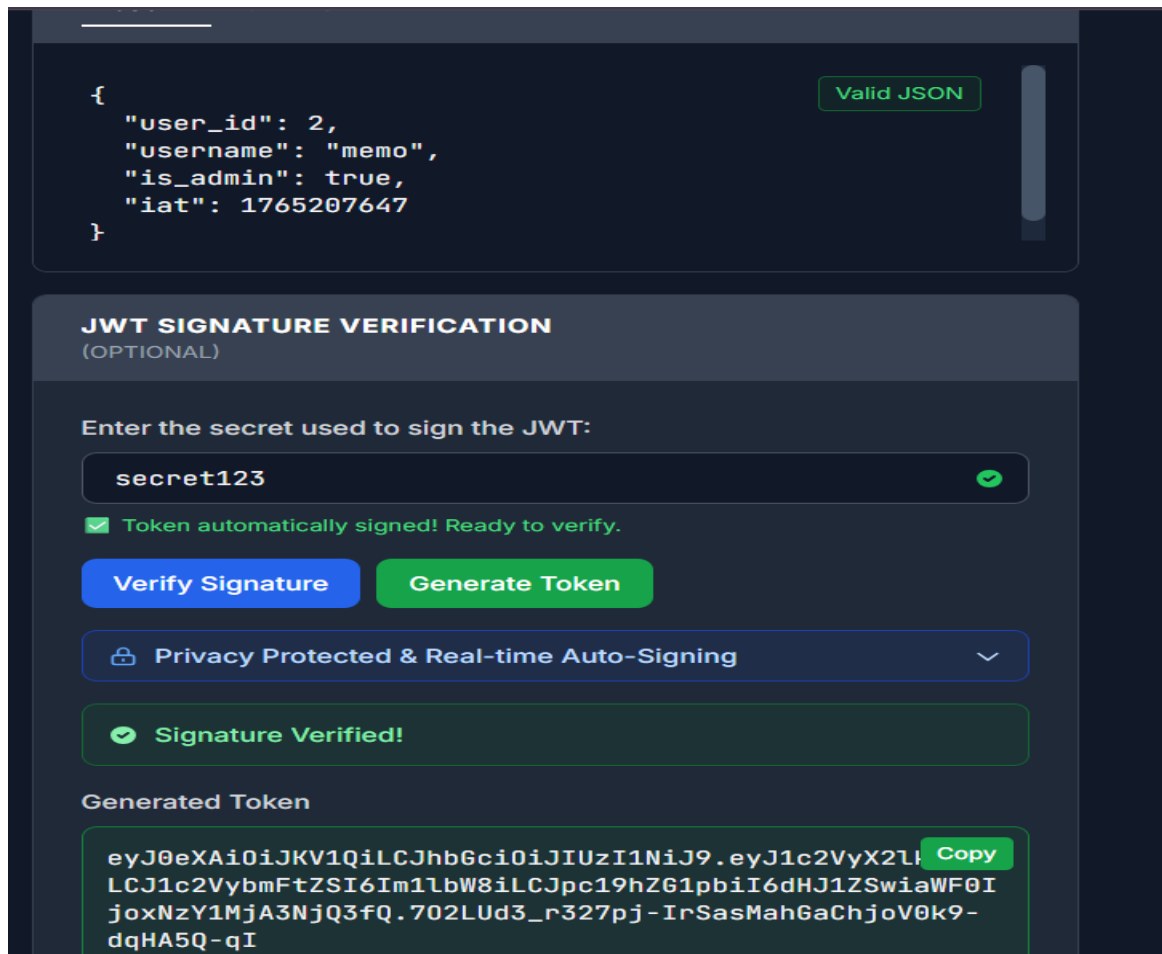 {
"user_id": 2,
"username": "memo",
"is_admin": true,
"iat": 1765207647
}
Valid JSON
JWT SIGNATURE VERIFICATION
(OPTIONAL)
Enter the secret used to sign the JWT:
secret123
Token automatically signed! Ready to verify.
Verify Signature
Generate Token
Privacy Protected & Real-time Auto-Signing
Signature Verified!
Generated Token
Copy
eyJ0eXAiOiJKV1QiLCJhbGciOiJIUzI1NiJ9.eyJ1c2VyX2l
LCJ1c2VybmFtZSI6Im1lbW8iLCJpc19hZG1pbiI6dHJ1ZSwiaWF0I
joxNzY1MjA3NjQ3fQ.7O2LUd3_r327pj-IrSasMahGaChjoV0k9-
dqHA5Q-qI